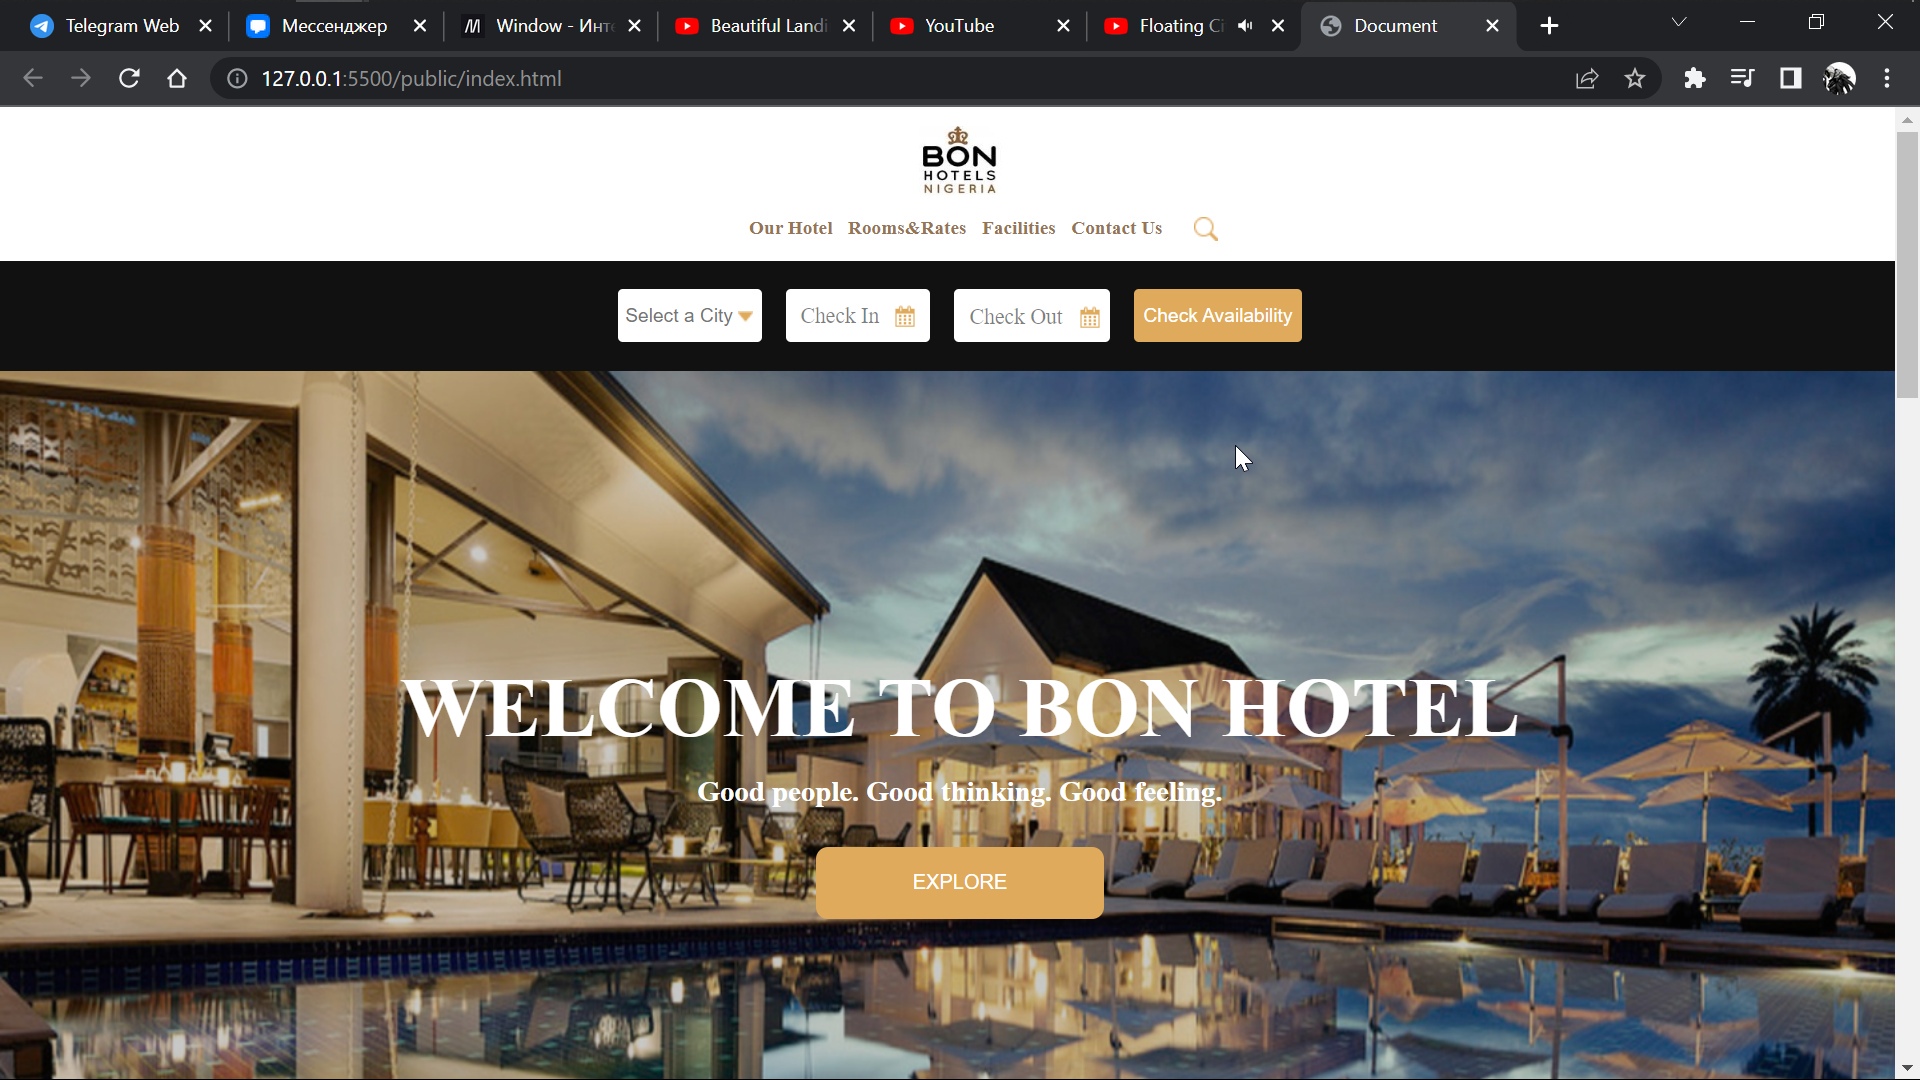 Telegram Web
Мессенджер
Window - Инт
Beautiful Landi
YouTube
Floating Ci
Document
127.0.0.1:5500/public/index.html
BON
HOTELS
NIGERIA
Our Hotel Rooms&Rates Facilities Contact Us
Select a City
Check In
Check Out
Check Availability
WELCOME TO BON HOTEL
Good people. Good thinking. Good feeling.
EXPLORE